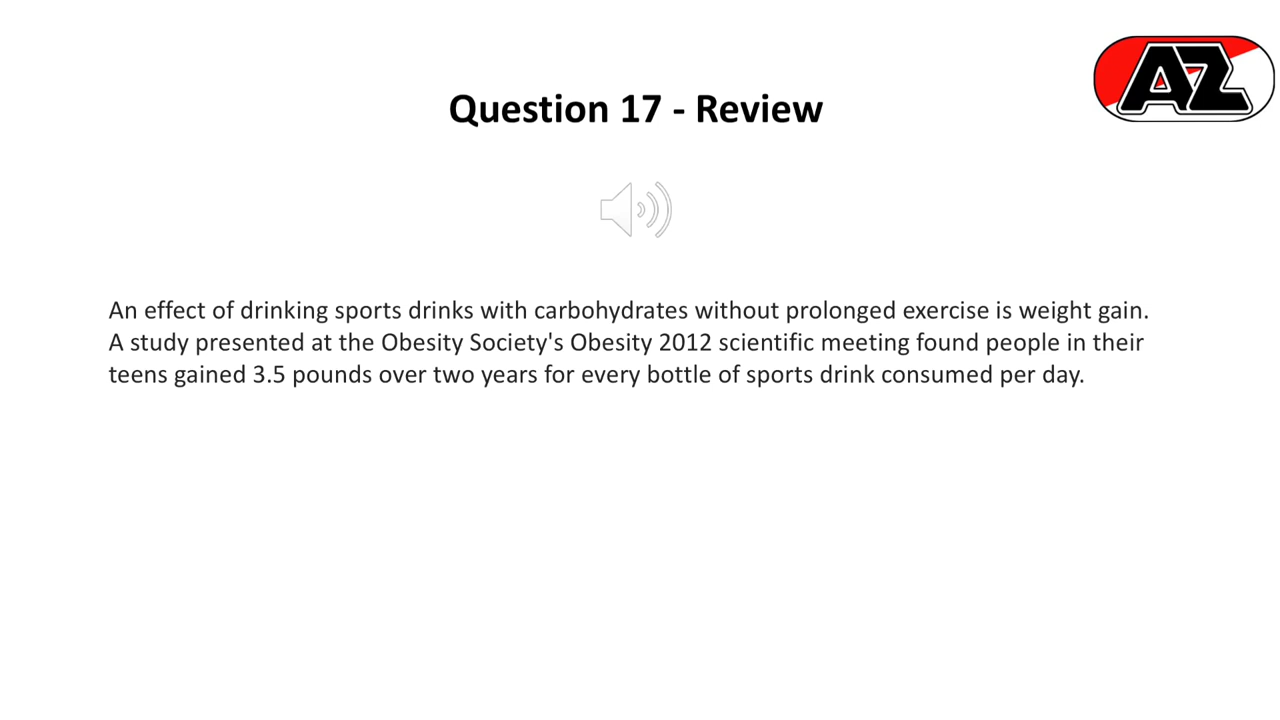 AZ
Question 17 - Review
An effect of drinking sports drinks with carbohydrates without prolonged exercise is weight gain.
A study presented at the Obesity Society's Obesity 2012 scientific meeting found people in their
teens gained 3.5 pounds over two years for every bottle of sports drink consumed per day.